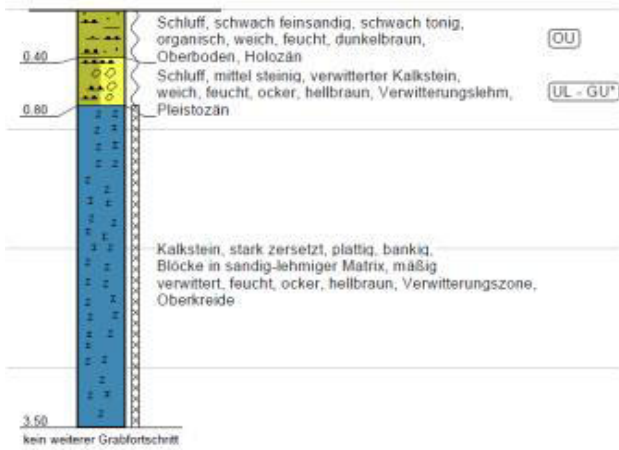 Schluff, schwach feinsandig, schwach tonig,
organisch, weich, feucht, dunkelbraun,
OU
0.40
Oberboden, Holozän
Schluff, mittel steinig, verwitterter Kalkstein,
weich, feucht, ocker, hellbraun, Verwitterungslehm,
UL - GU*
0.80
Pleistozän
Kalkstein, stark zersetzt, plattig, bankig,
Blöcke in sandig-lehmiger Matrix, mäßig
verwittert, feucht, ocker, hellbraun, Verwitterungszone,
Oberkreide
3.50
kein weiterer Grabfortschritt